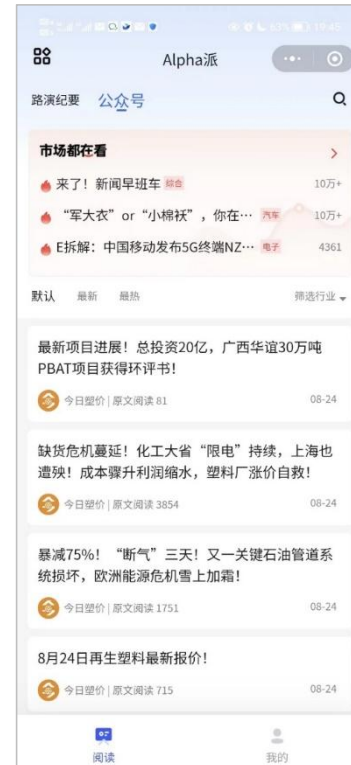 63% 19:45
Alpha派
路演纪要 公众号
市场都在看
来了！新闻早班车 综合 10万+
“军大衣”or“小棉袄”，你在… 汽车 10万+
E拆解：中国移动发布5G终端NZ… 电子 4361
默认 最新 最热 筛选行业
最新项目进展！总投资20亿，广西华谊30万吨
PBAT项目获得环评书！
今日塑价 | 原文阅读 81 08-24
缺货危机蔓延！化工大省“限电”持续，上海也
遭殃！成本骤升利润缩水，塑料厂涨价自救！
今日塑价 | 原文阅读 3854 08-24
暴减75%！“断气”三天！又一关键石油管道系
统损坏，欧洲能源危机雪上加霜！
今日塑价 | 原文阅读 1751 08-24
8月24日再生塑料最新报价！
今日塑价 | 原文阅读 715 08-24
阅读 我的